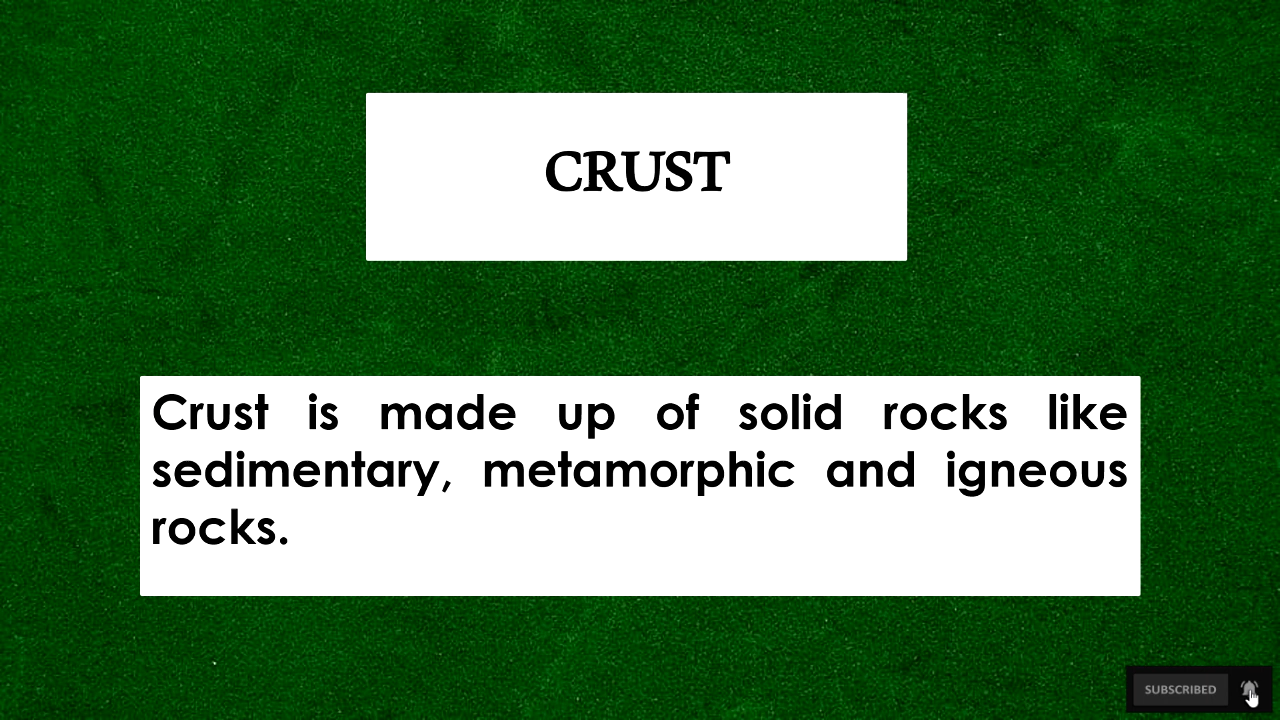 CRUST
Crust is made up of solid rocks like
sedimentary, metamorphic and igneous
rocks.
SUBSCRIBED